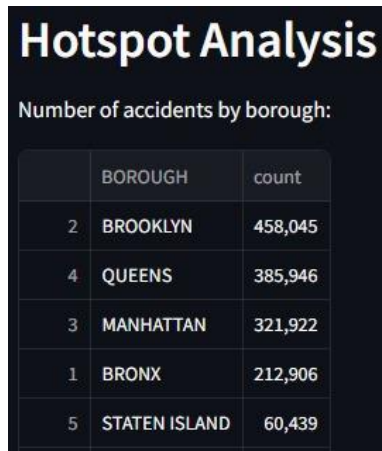 Hotspot Analysis
Number of accidents by borough:
BOROUGH count
2 BROOKLYN 458,045
4 QUEENS 385,946
3 MANHATTAN 321,922
1 BRONX 212,906
5 STATEN ISLAND 60,439